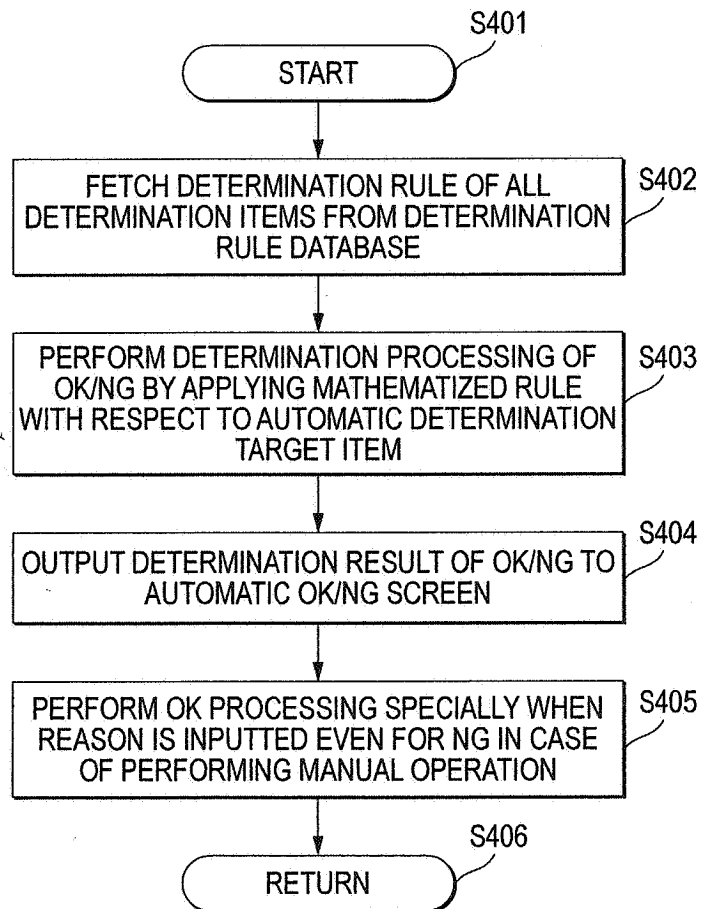 S401
START
S402
FETCH DETERMINATION RULE OF ALL
DETERMINATION ITEMS FROM DETERMINATION
RULE DATABASE
S403
PERFORM DETERMINATION PROCESSING OF
OK/NG BY APPLYING MATHEMATIZED RULE
WITH RESPECT TO AUTOMATIC DETERMINATION
TARGET ITEM
S404
OUTPUT DETERMINATION RESULT OF OK/NG TO
AUTOMATIC OK/NG SCREEN
S405
PERFORM OK PROCESSING SPECIALLY WHEN
REASON IS INPUTTED EVEN FOR NG IN CASE
OF PERFORMING MANUAL OPERATION
S406
RETURN